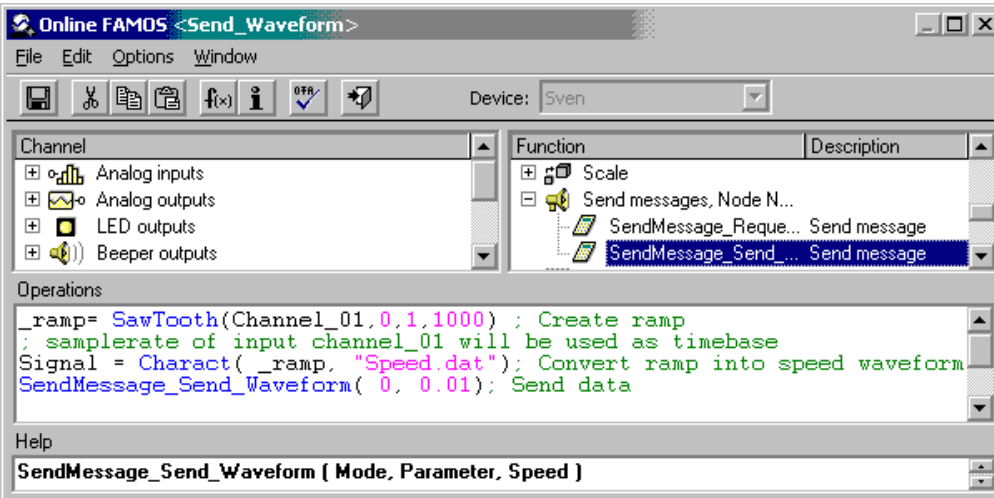 Online FAMOS <Send_Waveform>
File Edit Options Window
f(x) i OFA Device: Sven
Channel
Analog inputs
Analog outputs
LED outputs
Beeper outputs
Function Description
Scale
Send messages, Node N...
SendMessage_Reque... Send message
SendMessage_Send_... Send message
Operations
_ramp= SawTooth(Channel_01,0,1,1000) ; Create ramp
; samplerate of input channel_01 will be used as timebase
Signal = Charact( _ramp, "Speed.dat"); Convert ramp into speed waveform
SendMessage_Send_Waveform( 0, 0.01); Send data
Help
SendMessage_Send_Waveform ( Mode, Parameter, Speed )